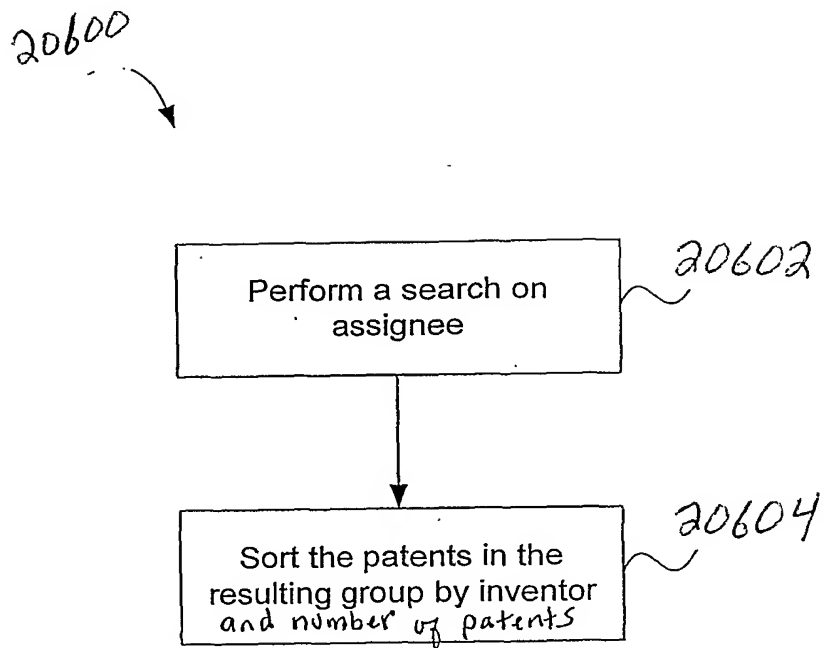 20600
Perform a search on
assignee
20602
Sort the patents in the
resulting group by inventor
and number of patents
20604